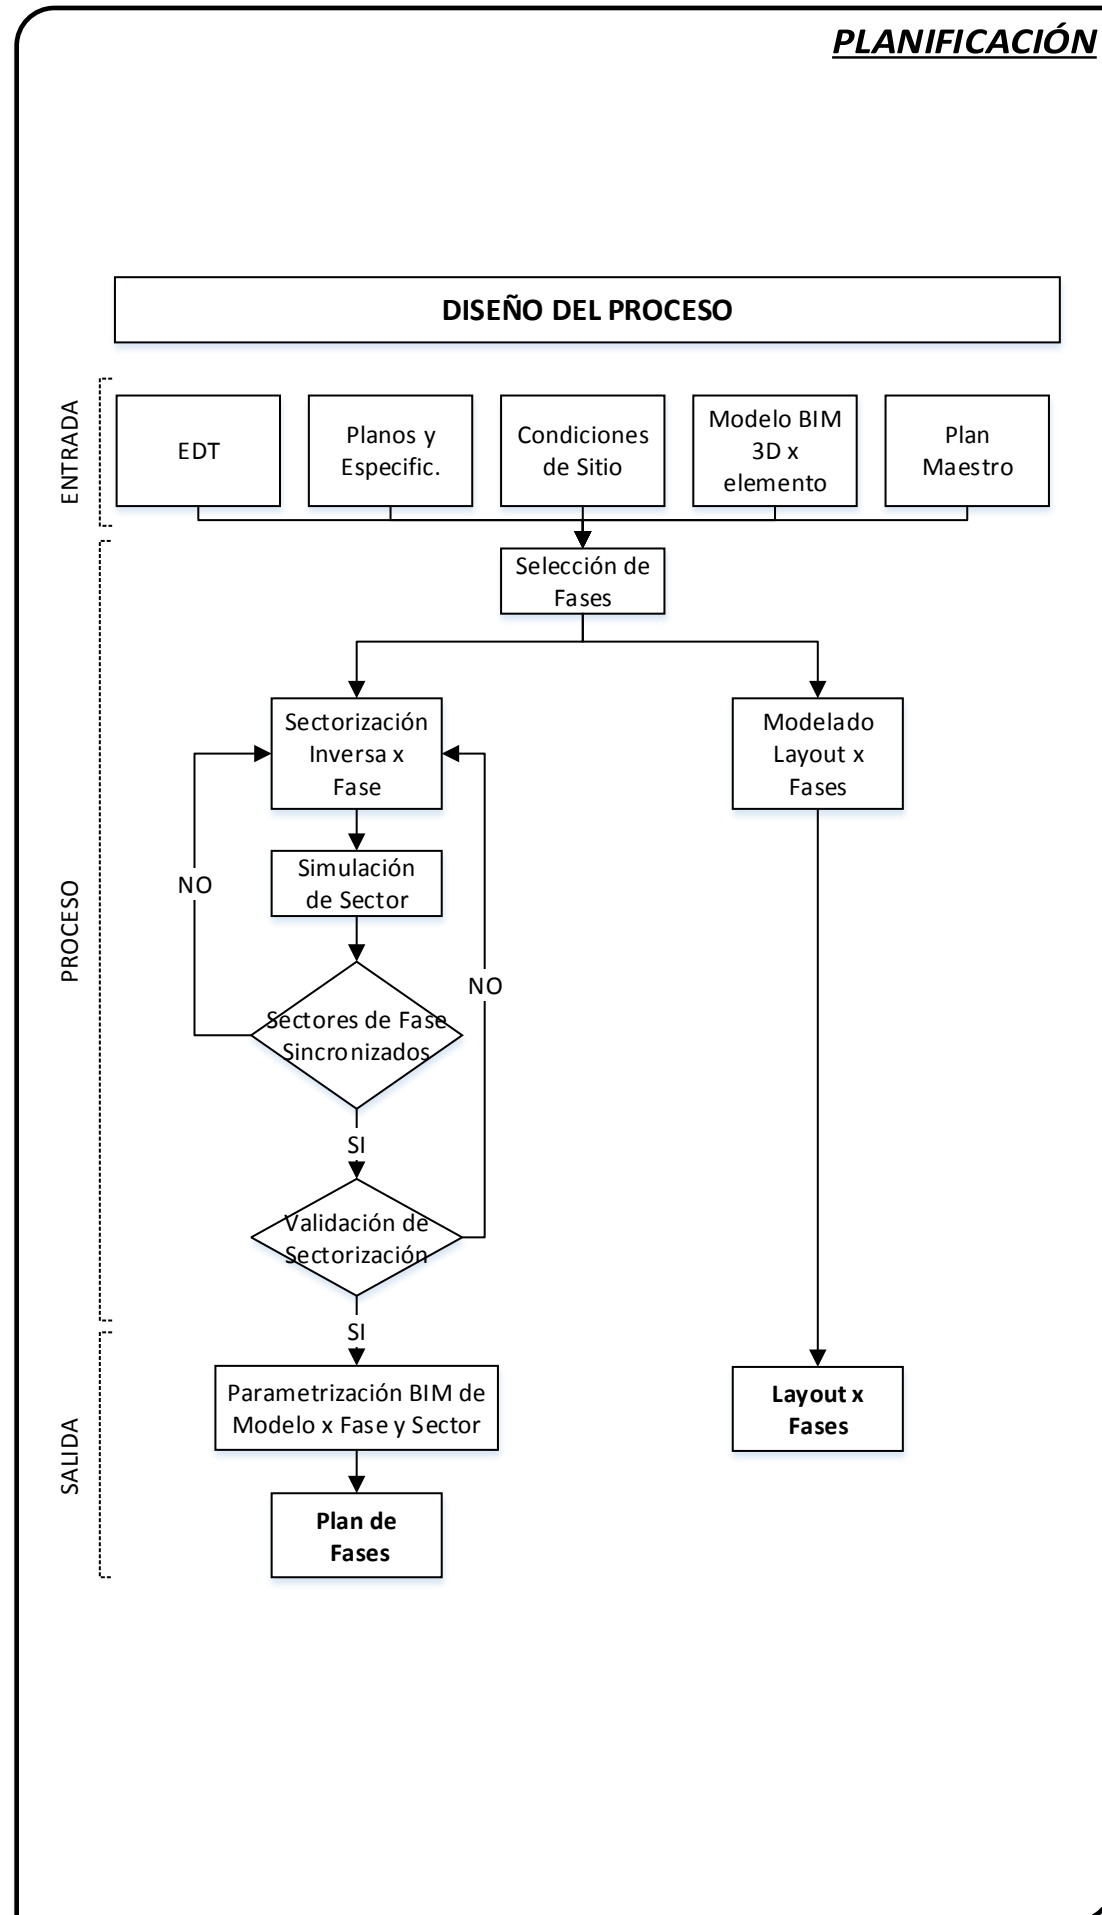 PLANIFICACIÓN
DISEÑO DEL PROCESO
ENTRADA
EDT
Planos y
Especific.
Condiciones
de Sitio
Modelo BIM
3D x
elemento
Plan
Maestro
PROCESO
Selección de
Fases
Sectorización
Inversa x
Fase
Modelado
Layout x
Fases
Simulación
de Sector
NO
NO
Sectores de Fase
Sincronizados
SI
Validación de
Sectorización
SI
SALIDA
Parametrización BIM de
Modelo x Fase y Sector
Layout x
Fases
Plan de
Fases